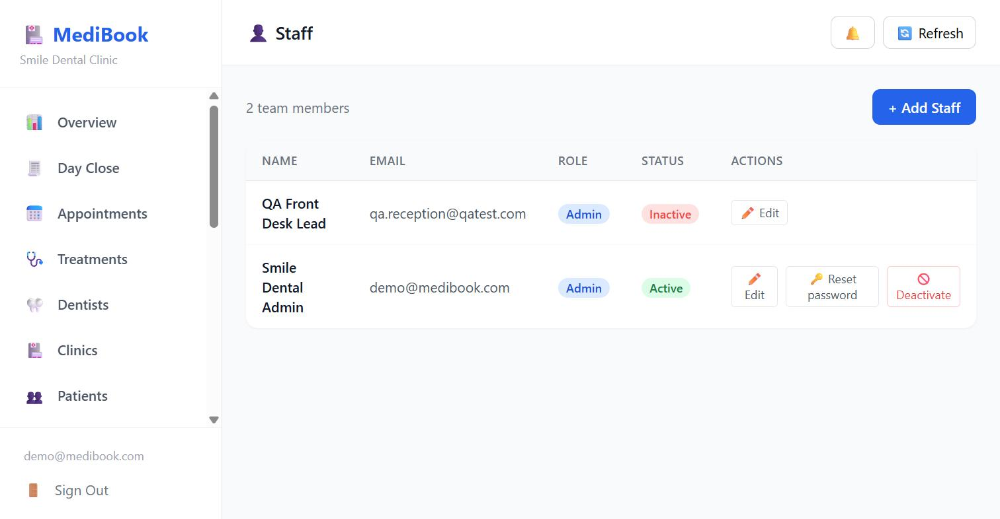 MediBook
Smile Dental Clinic
Overview
Day Close
Appointments
Treatments
Dentists
Clinics
Patients
demo@medibook.com
Sign Out
Staff
Refresh
2 team members
+ Add Staff
NAME EMAIL ROLE STATUS ACTIONS
QA Front
Desk Lead
qa.reception@qatest.com
Admin
Inactive
Edit
Smile
Dental
Admin
demo@medibook.com
Admin
Active
Edit
Reset
password
Deactivate